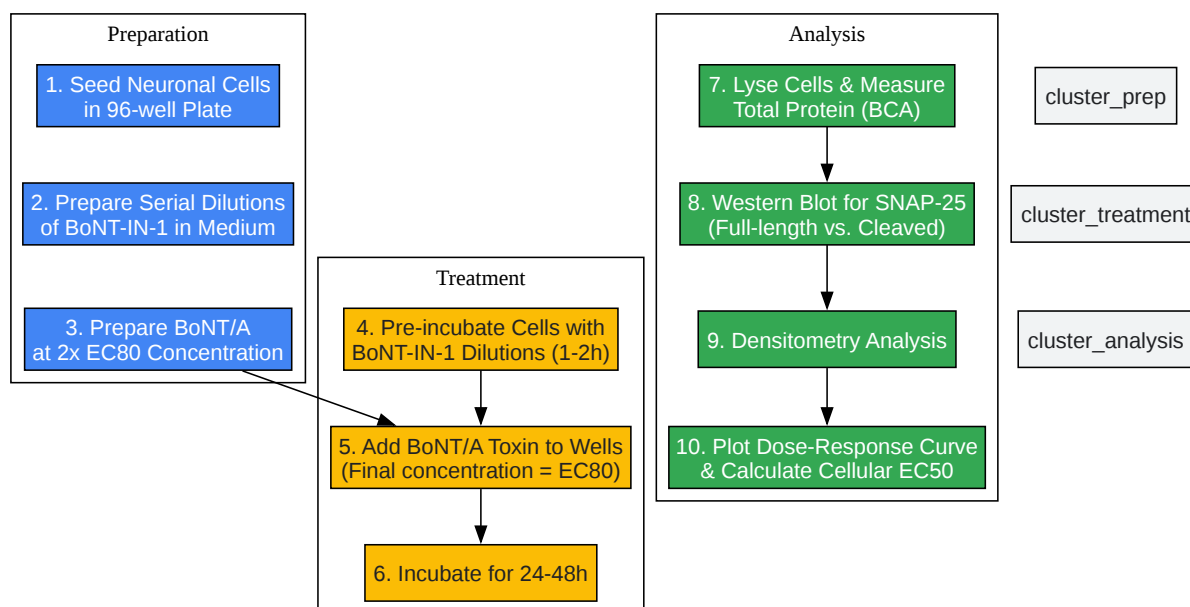 Preparation
1. Seed Neuronal Cells
in 96-well Plate
2. Prepare Serial Dilutions
of BoNT-IN-1 in Medium
3. Prepare BoNT/A
at 2x EC80 Concentration
Treatment
4. Pre-incubate Cells with
BoNT-IN-1 Dilutions (1-2h)
5. Add BoNT/A Toxin to Wells
(Final concentration = EC80)
6. Incubate for 24-48h
Analysis
7. Lyse Cells & Measure
Total Protein (BCA)
8. Western Blot for SNAP-25
(Full-length vs. Cleaved)
9. Densitometry Analysis
10. Plot Dose-Response Curve
& Calculate Cellular EC50
cluster_prep
cluster_treatment
cluster_analysis